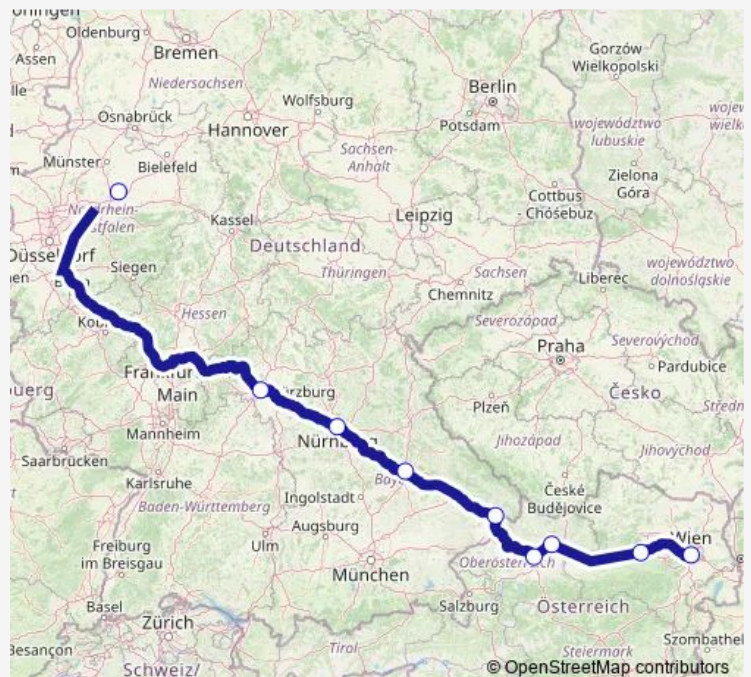 Oldenburg
Bremen
Assen
Gorzów
Wielkopolski
Niedersachsen
Berlin
Wolfsburg
Osnabrück
Hannover
Potsdam
województwo
lubuskie
Münster
Bielefeld
Sachsen-
Anhalt
Zielona
Góra
Cottbus
- Chóśebuz
Kassel
Leipzig
Deutschland
Siegen
Thüringen
Sachsen
Liberec
województwo
dolnośląskie
Chemnitz
Hessen
Severozápad
Severovýchod
Praha
Pardubice
Main
Česko
Plzeň
Mannheim
Jihozápad
Jihovýchod
Saarbrücken
Karlsruhe
Ingolstadt
České
Budějovice
Baden-Württemberg
Augsburg
Wien
Freiburg
im Breisgau
Ulm
München
Basel
Salzburg
Österreich
Zürich
Tirol
Steiermark
Schweiz/
© OpenStreetMap contributors